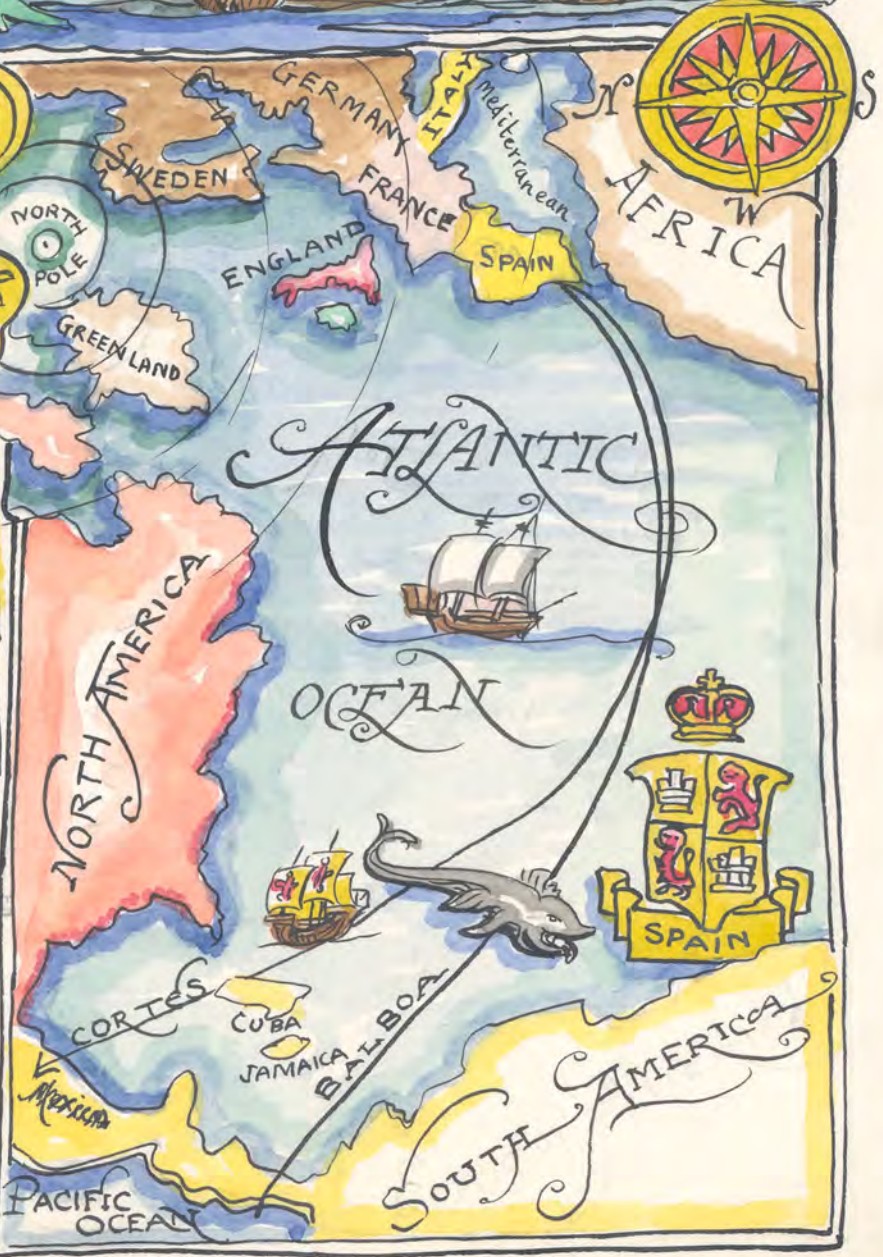 GERMANY
ITALY
Mediterranean
N
S
W
SWEDEN
FRANCE
AFRICA
NORTH
POLE
ENGLAND
SPAIN
GREENLAND
ATLANTIC
OCEAN
NORTH AMERICA
SPAIN
CORTES
CUBA
JAMAICA
BALBOA
SOUTH AMERICA
PACIFIC
OCEAN